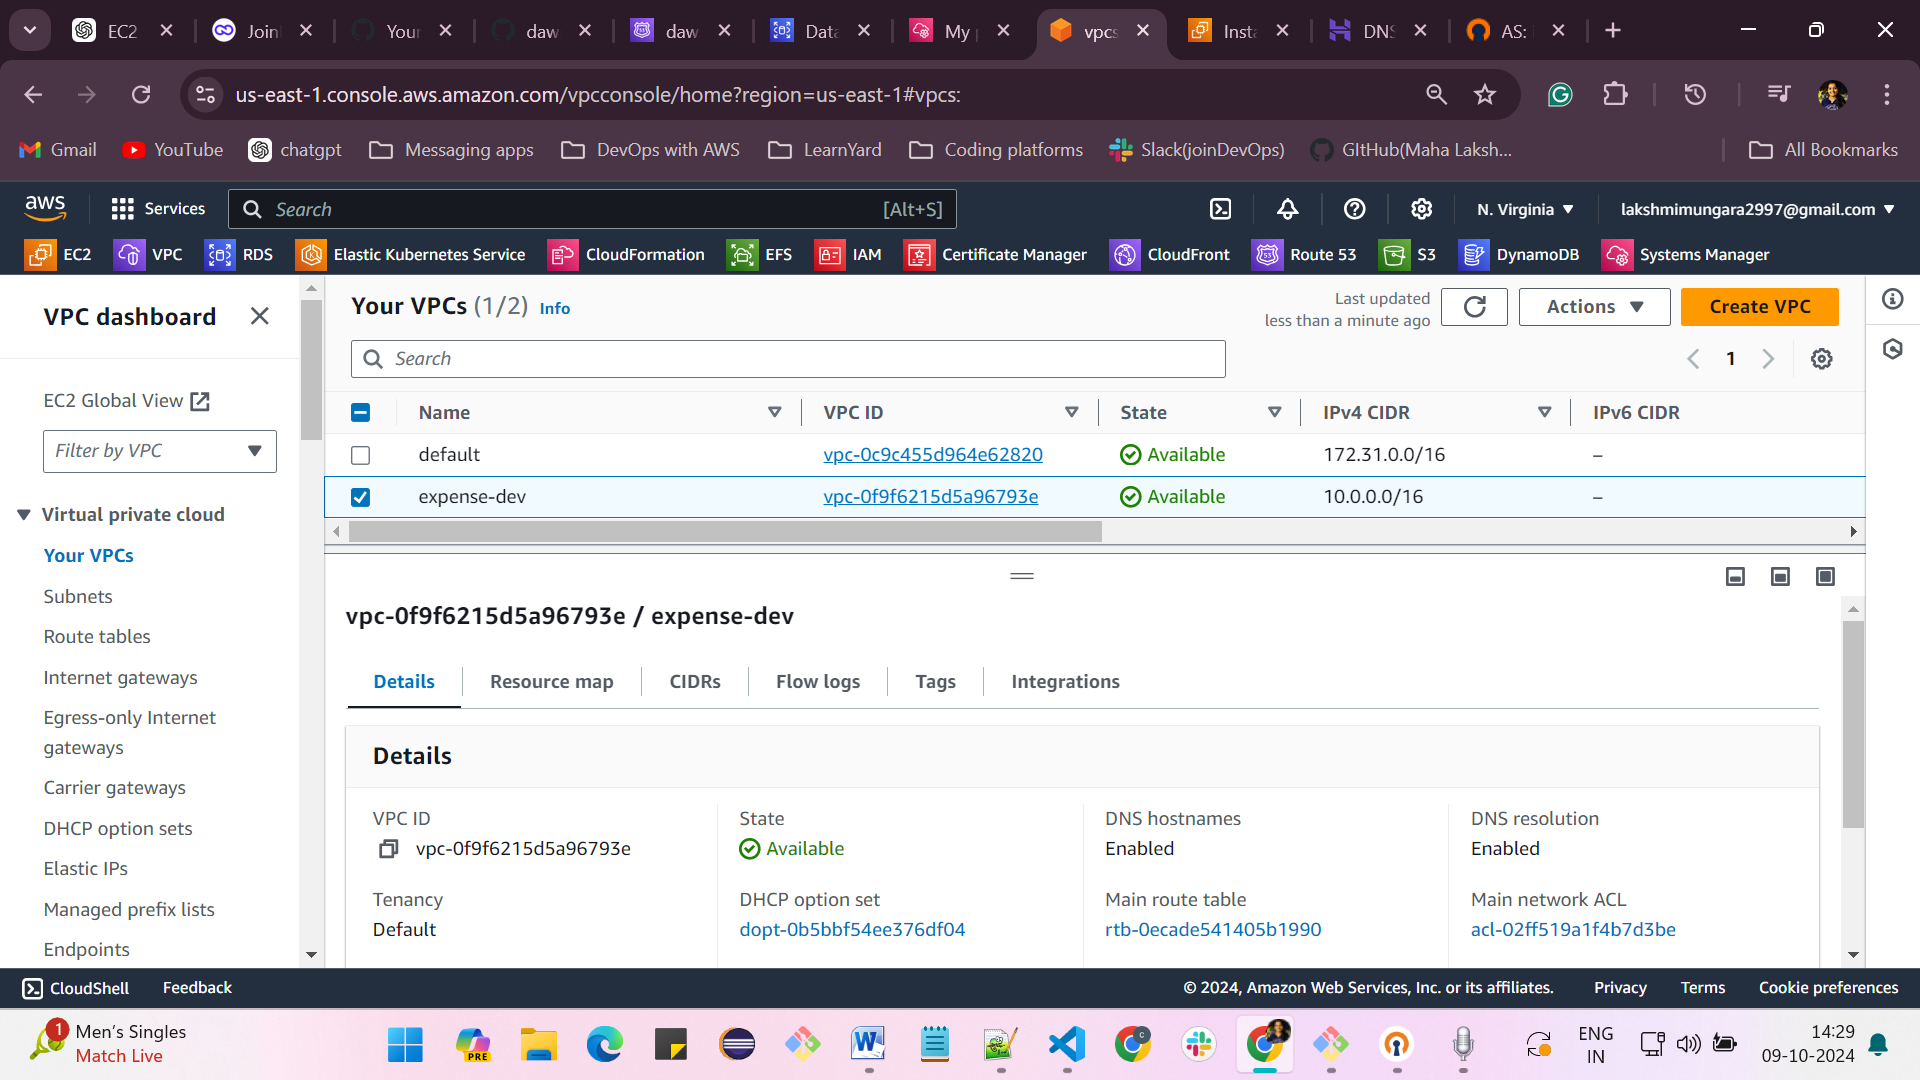 EC2
Join
Your
daw
daw
Data
My
vpcs
Insta
DNS
AS:
us-east-1.console.aws.amazon.com/vpcconsole/home?region=us-east-1#vpcs:
Gmail
YouTube
chatgpt
Messaging apps
DevOps with AWS
LearnYard
Coding platforms
Slack(joinDevOps)
GItHub(Maha Laksh...
All Bookmarks
aws
Services
Search
[Alt+S]
N. Virginia
lakshmimungara2997@gmail.com
EC2
VPC
RDS
Elastic Kubernetes Service
CloudFormation
EFS
IAM
Certificate Manager
CloudFront
Route 53
S3
DynamoDB
Systems Manager
VPC dashboard
EC2 Global View
Filter by VPC
Virtual private cloud
Your VPCs
Subnets
Route tables
Internet gateways
Egress-only Internet
gateways
Carrier gateways
DHCP option sets
Elastic IPs
Managed prefix lists
Endpoints
Your VPCs (1/2) Info
Last updated
less than a minute ago
Actions
Create VPC
Search
1
Name VPC ID State IPv4 CIDR IPv6 CIDR
default vpc-0c9c455d964e62820 Available 172.31.0.0/16 –
expense-dev vpc-0f9f6215d5a96793e Available 10.0.0.0/16 –
vpc-0f9f6215d5a96793e / expense-dev
Details Resource map CIDRs Flow logs Tags Integrations
Details
VPC ID
vpc-0f9f6215d5a96793e
State
Available
DNS hostnames
Enabled
DNS resolution
Enabled
Tenancy
Default
DHCP option set
dopt-0b5bbf54ee376df04
Main route table
rtb-0ecade541405b1990
Main network ACL
acl-02ff519a1f4b7d3be
CloudShell
Feedback
© 2024, Amazon Web Services, Inc. or its affiliates.
Privacy
Terms
Cookie preferences
1
Men's Singles
Match Live
PRE
ENG
IN
14:29
09-10-2024